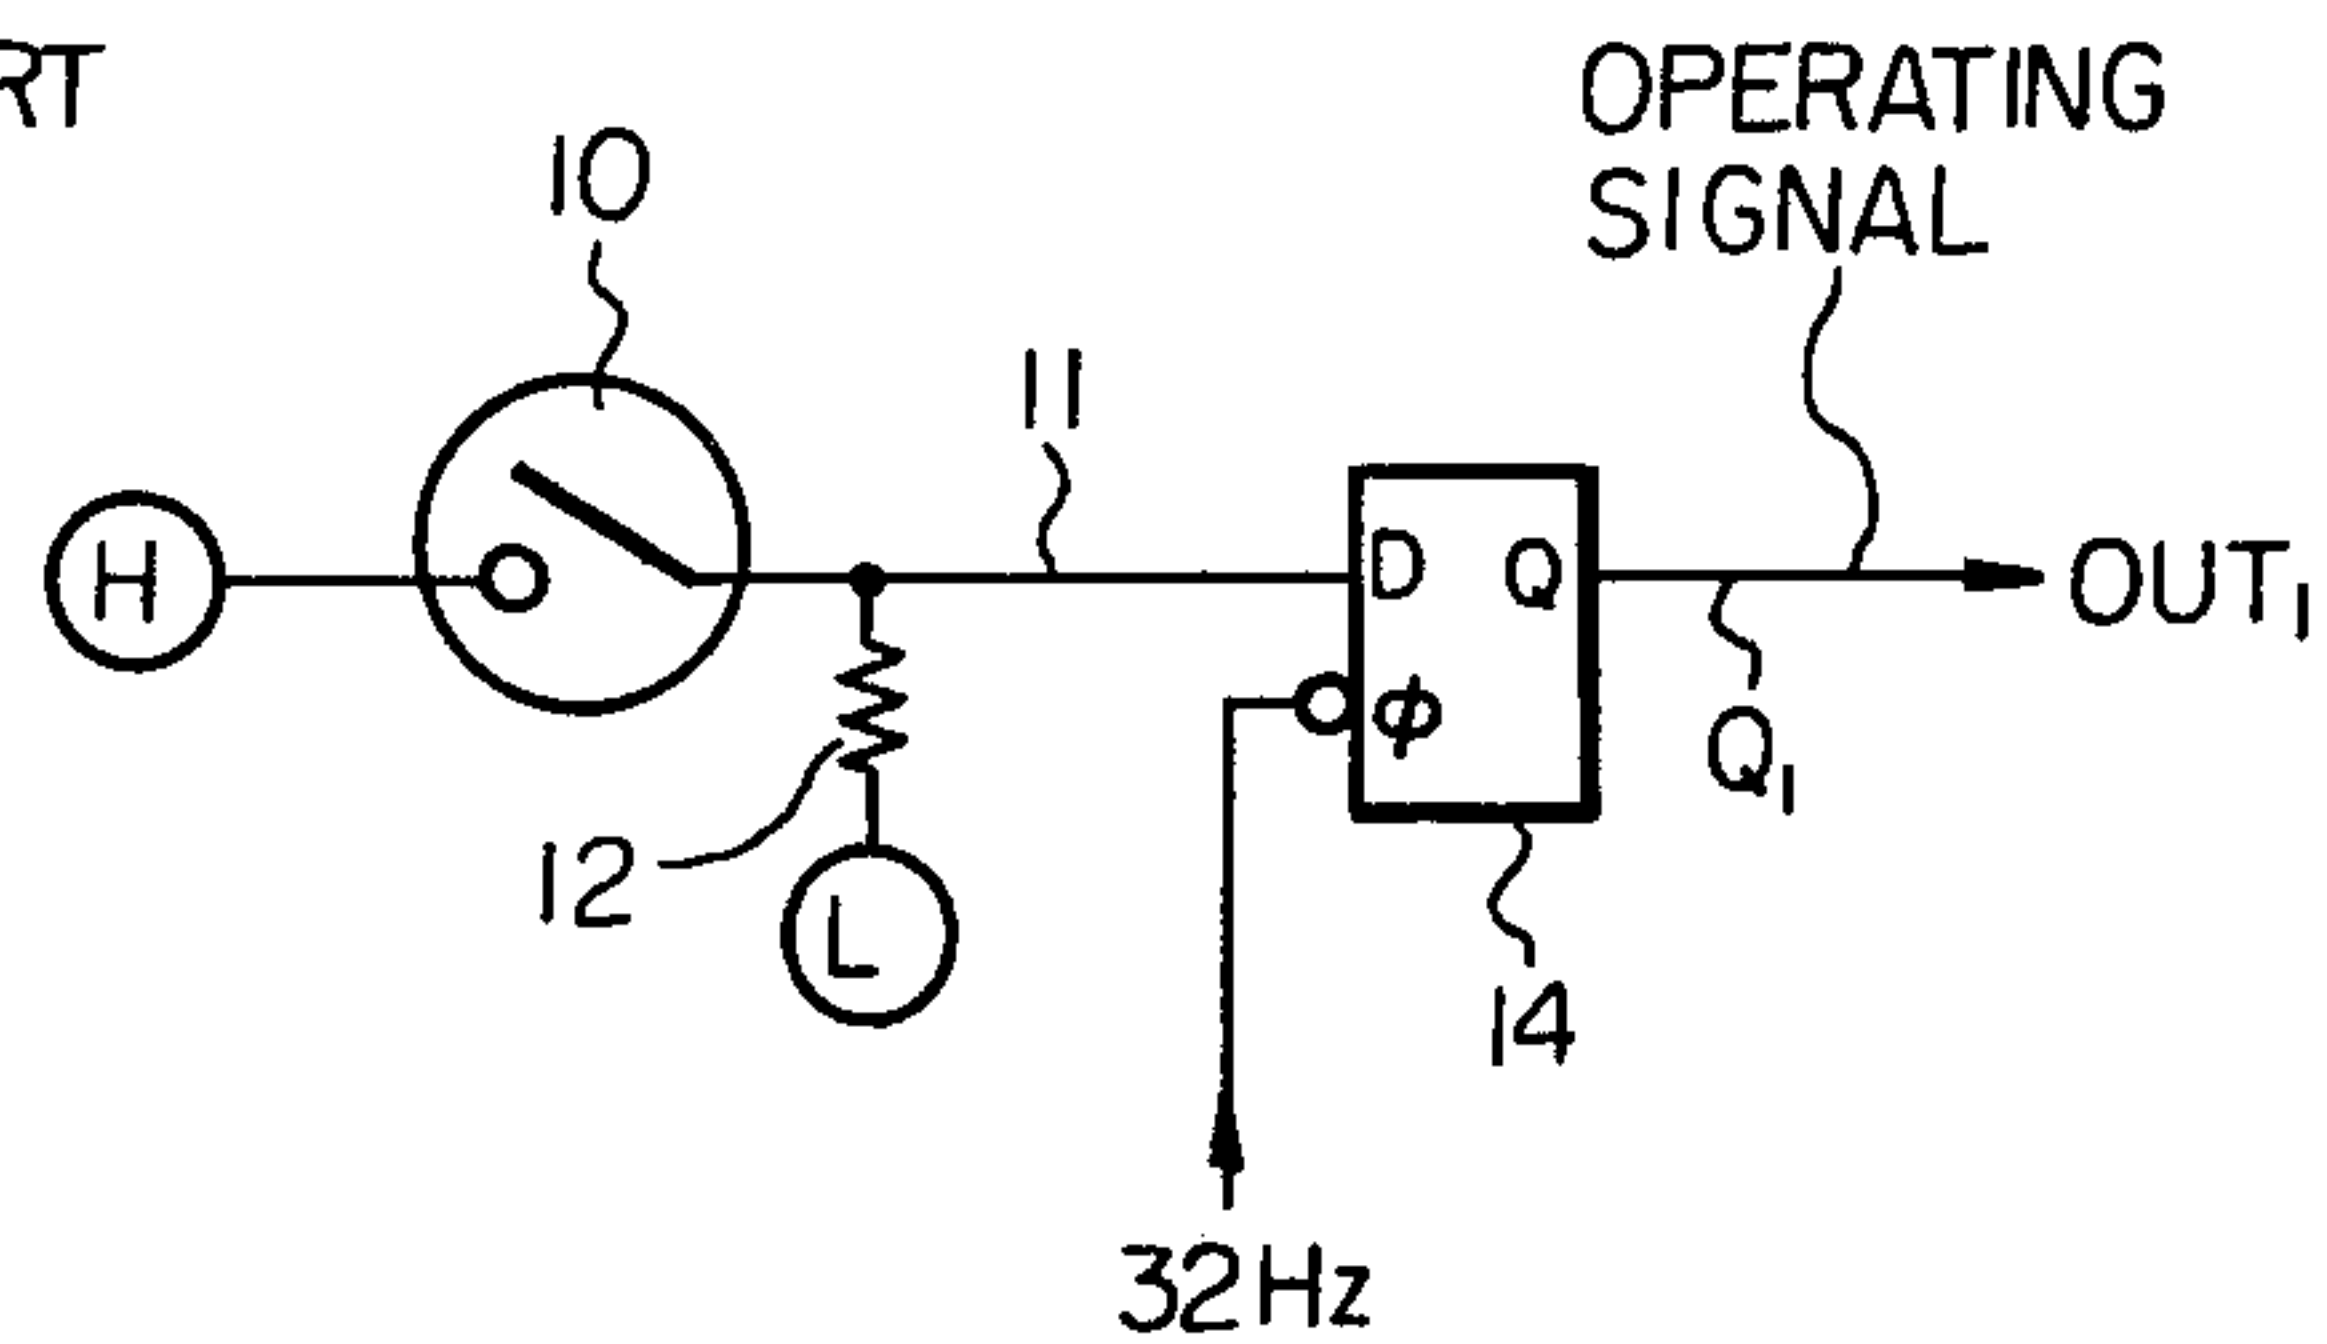 RT
10
OPERATING
SIGNAL
11
H
D Q
OUT1
ϕ
Q1
12
L
14
32Hz